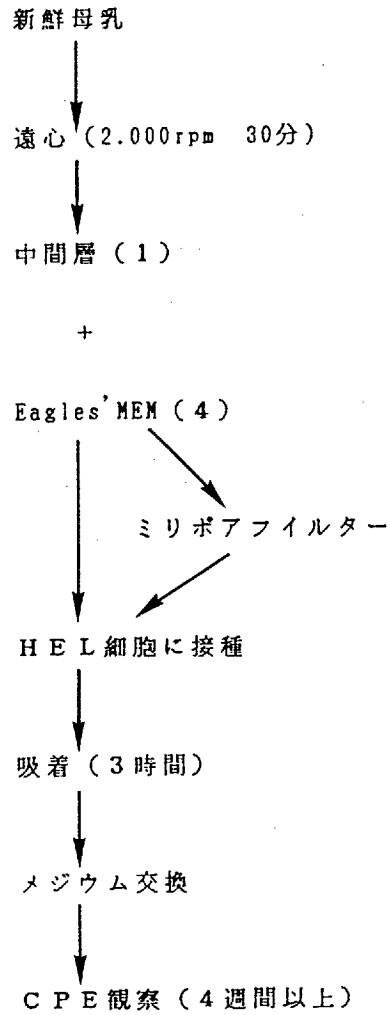 新鮮母乳
遠心（2.000rpm 30分）
中間層（1）
+
Eagles'MEM（4）
ミリポアフイルター
ＨＥＬ細胞に接種
吸着（3時間）
メジウム交換
ＣＰＥ観察（4週間以上）